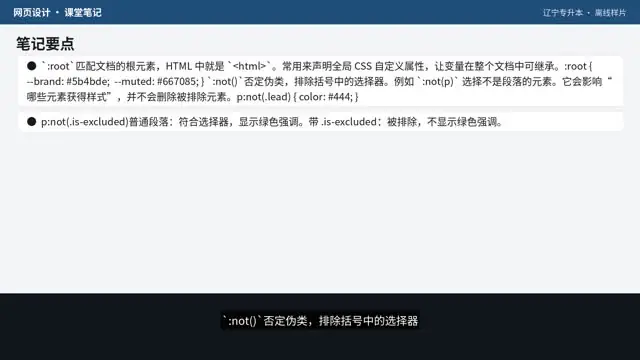 网页设计 · 课堂笔记
辽宁专升本 · 离线样片
笔记要点
● `:root`匹配文档的根元素，HTML 中就是 `<html>`。常用来声明全局 CSS 自定义属性，让变量在整个文档中可继承。:root {
--brand: #5b4bde; --muted: #667085; } `:not()`否定伪类，排除括号中的选择器。例如 `:not(p)` 选择不是段落的元素。它会影响“
哪些元素获得样式”，并不会删除被排除元素。p:not(.lead) { color: #444; }
● p:not(.is-excluded)普通段落：符合选择器，显示绿色强调。带 .is-excluded：被排除，不显示绿色强调。
`:not()`否定伪类，排除括号中的选择器